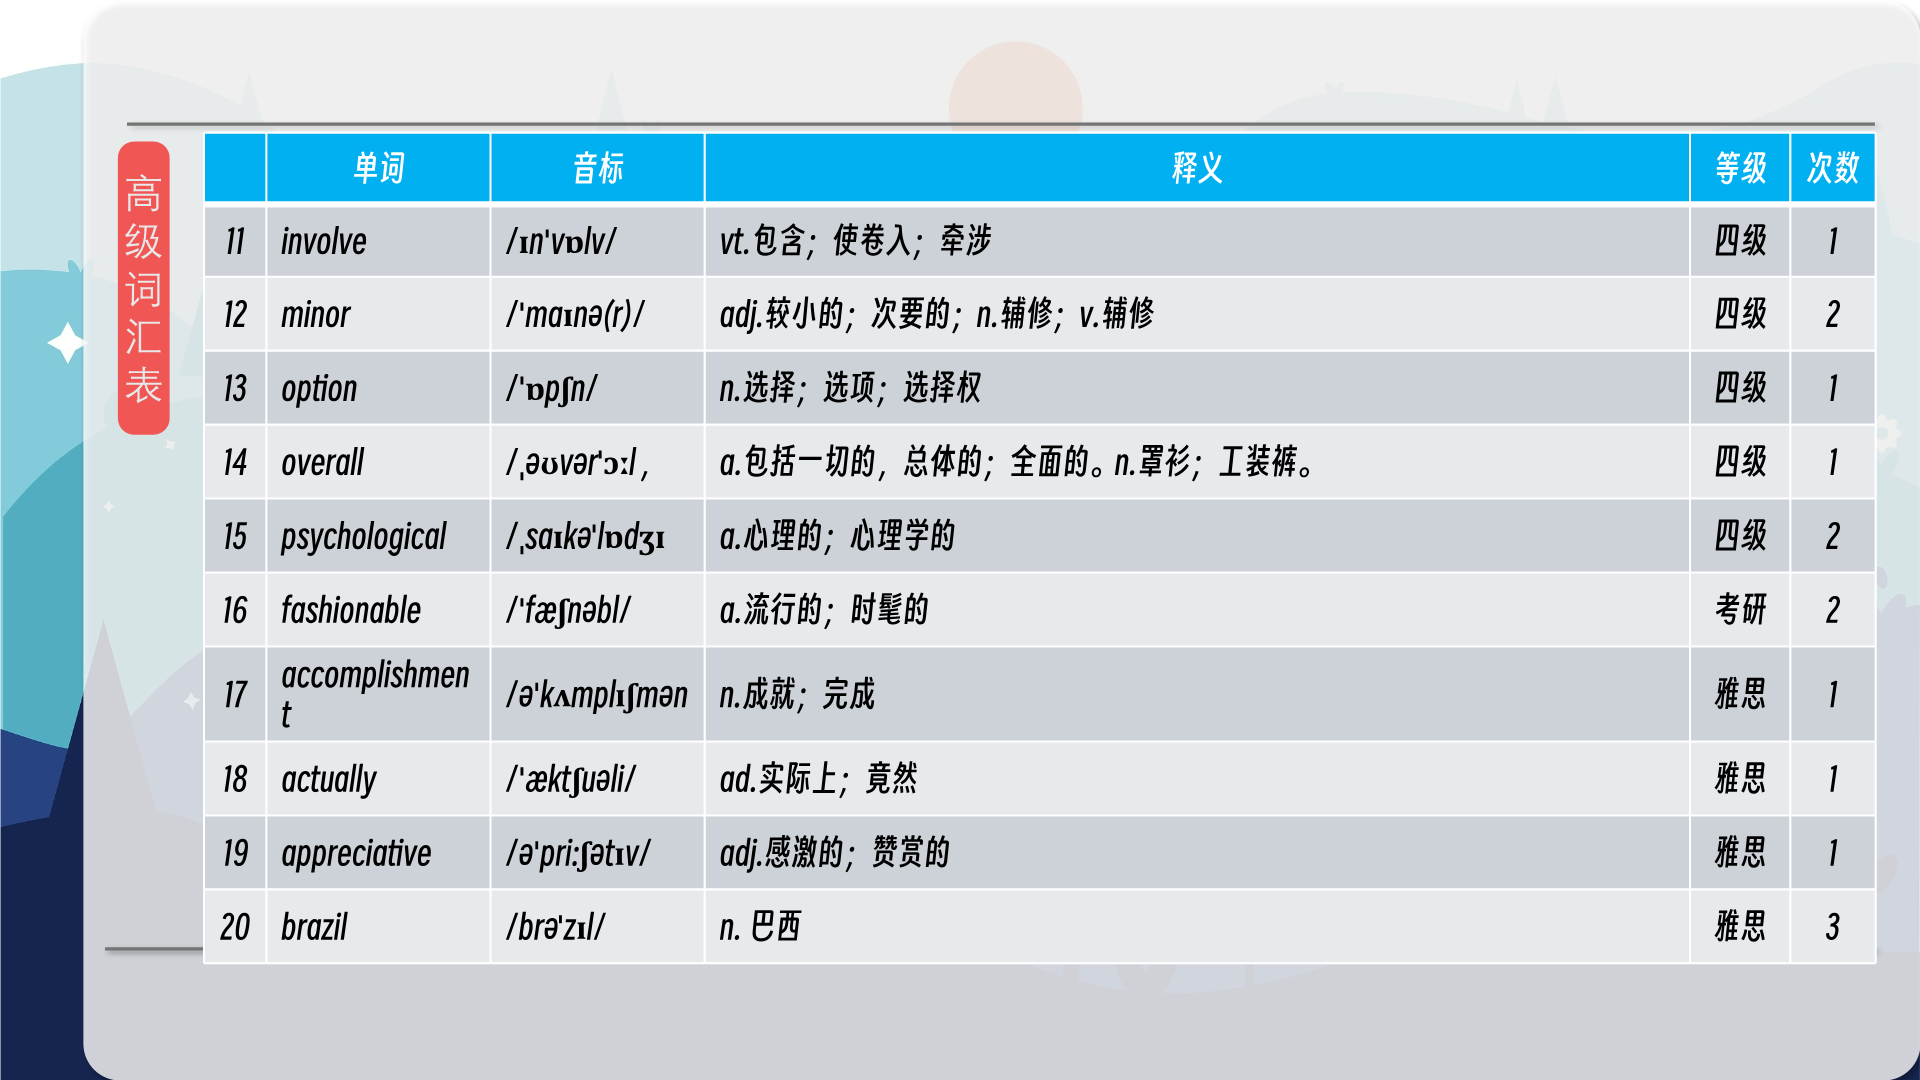 高级词汇表
单词 音标 释义 等级 次数
11 involve /ɪn'vɒlv/ vt.包含；使卷入；牵涉 四级 1
12 minor /'maɪnə(r)/ adj.较小的；次要的；n.辅修；v.辅修 四级 2
13 option /'ɒpʃn/ n.选择；选项；选择权 四级 1
14 overall /ˌəʊvər'ɔːl , a.包括一切的，总体的；全面的。n.罩衫；工装裤。 四级 1
15 psychological /ˌsaɪkə'lɒdʒɪ a.心理的；心理学的 四级 2
16 fashionable /'fæʃnəbl/ a.流行的；时髦的 考研 2
17 accomplishmen /ə'kʌmplɪʃmən n.成就；完成 雅思 1
t
18 actually /'æktʃuəli/ ad.实际上；竟然 雅思 1
19 appreciative /ə'pri:ʃətɪv/ adj.感激的；赞赏的 雅思 1
20 brazil /brə'zɪl/ n. 巴西 雅思 3